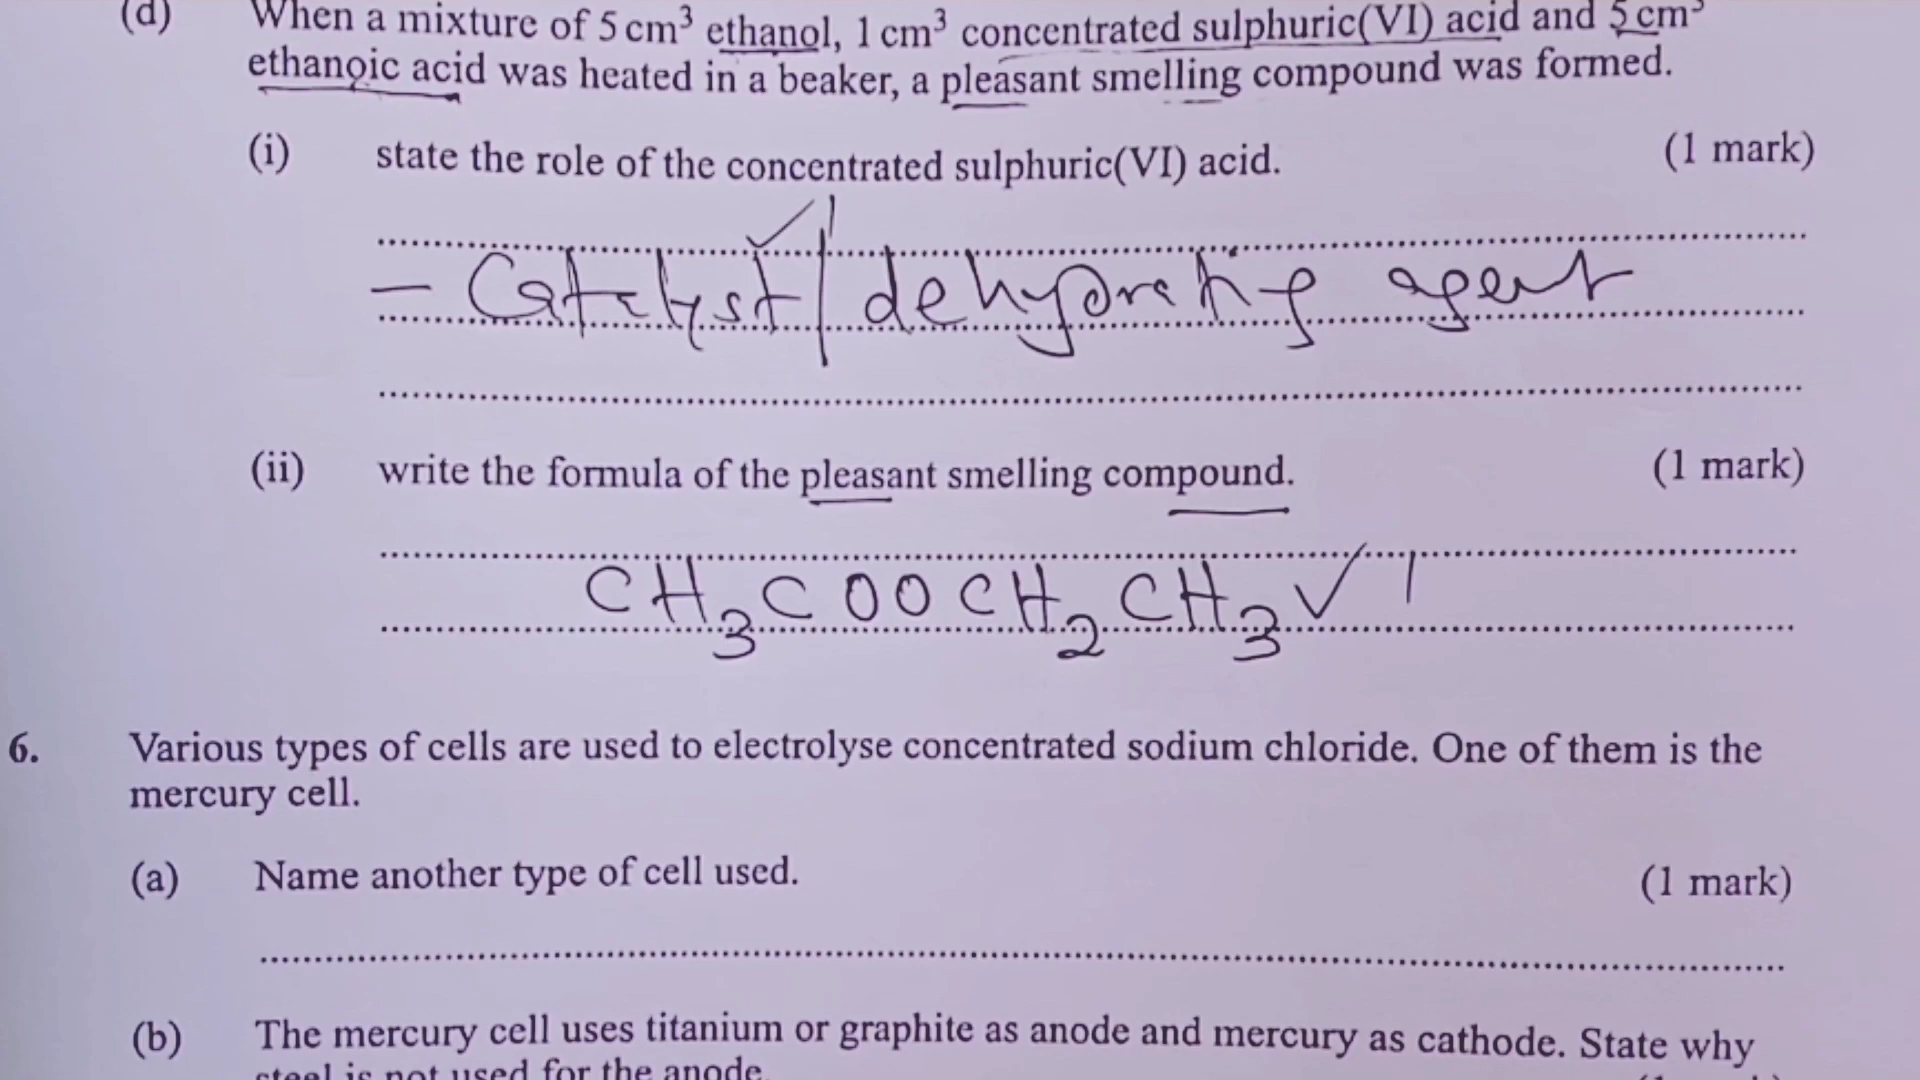 (d) When a mixture of 5 cm³ ethanol, 1 cm³ concentrated sulphuric(VI) acid and 5 cm³
ethanoic acid was heated in a beaker, a pleasant smelling compound was formed.
(i) state the role of the concentrated sulphuric(VI) acid. (1 mark)
✓1
– Catalyst/dehydrating agent
(ii) write the formula of the pleasant smelling compound. (1 mark)
CH₃COOCH₂CH₃ ✓1
6. Various types of cells are used to electrolyse concentrated sodium chloride. One of them is the
mercury cell.
(a) Name another type of cell used. (1 mark)
(b) The mercury cell uses titanium or graphite as anode and mercury as cathode. State why
steel is not used for the anode. (1 mark)